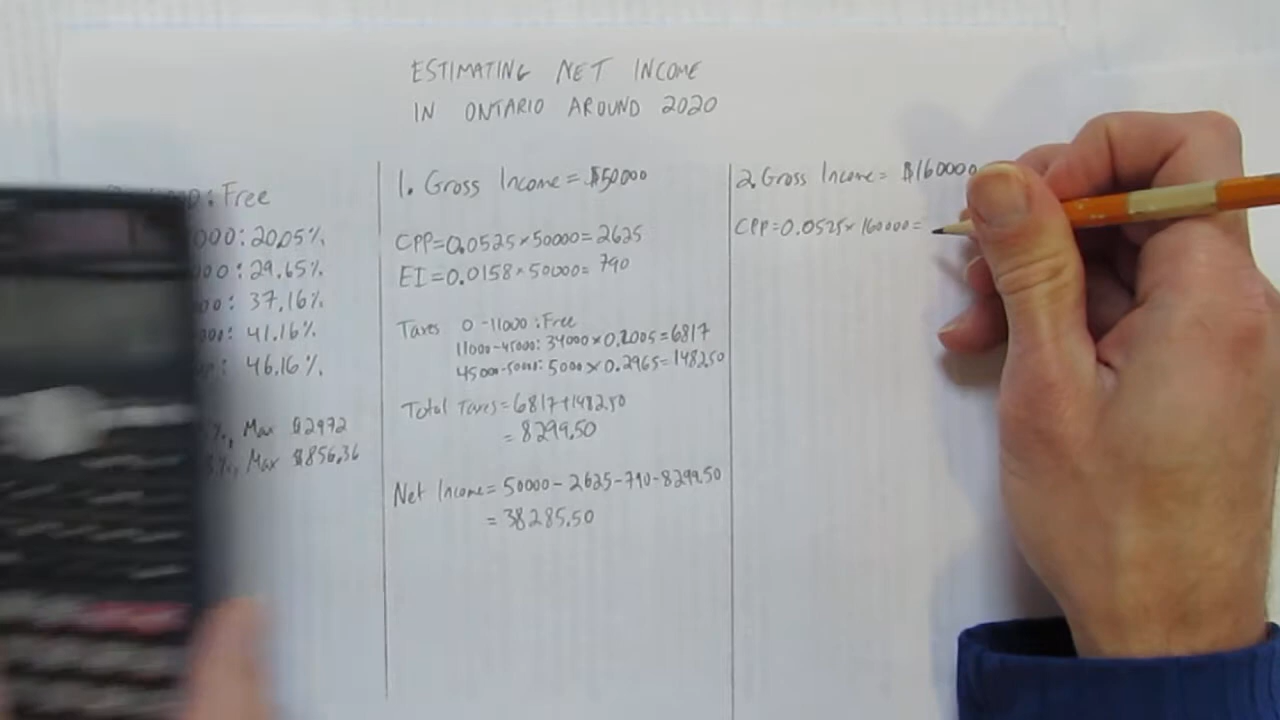 ESTIMATING NET INCOME
IN ONTARIO AROUND 2020
: Free
000: 20.05%
00: 29.65%
00: 37.16%
000: 41.16%
: 46.16%
%, Max $2972
%, Max $856.36
1. Gross Income = $50000
CPP=0.0525×50000=2625
EI=0.0158×50000=790
Taxes 0-11000: Free
11000-45000: 34000×0.2005=6817
45000-50000: 5000×0.2965=1482.50
Total Taxes=6817+1482.50
=8299.50
Net Income=50000-2625-790-8299.50
=38285.50
2. Gross Income= $160000
CPP=0.0525×160000=